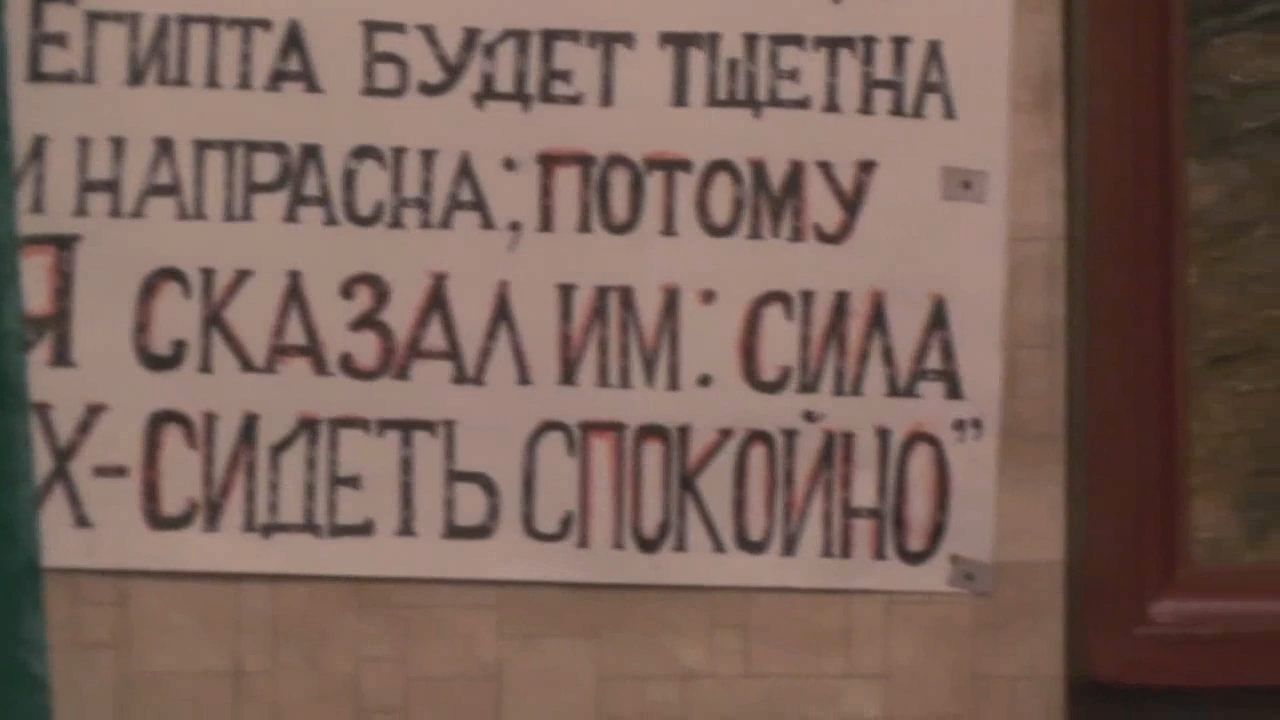 ЕГИПТА БУДЕТ ТЩЕТНА
И НАПРАСНА; ПОТОМУ
Я СКАЗАЛ ИМ: СИЛА
Х-СИДЕТЬ СПОКОЙНО"